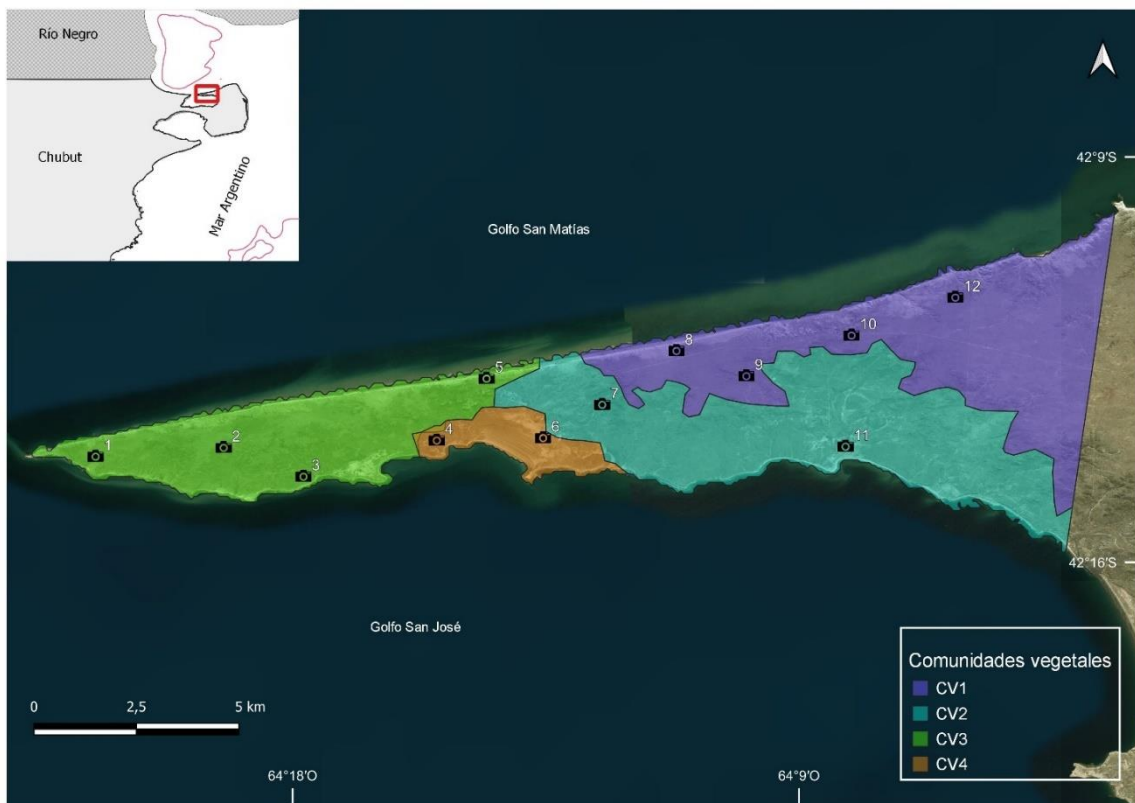 Río Negro
Chubut
Mar Argentino
Golfo San Matías
42°9'S
12
10
8
5
9
7
4
6
11
1
2
3
42°16'S
Golfo San José
Comunidades vegetales
CV1
CV2
CV3
CV4
0 2,5 5 km
64°18'O
64°9'O